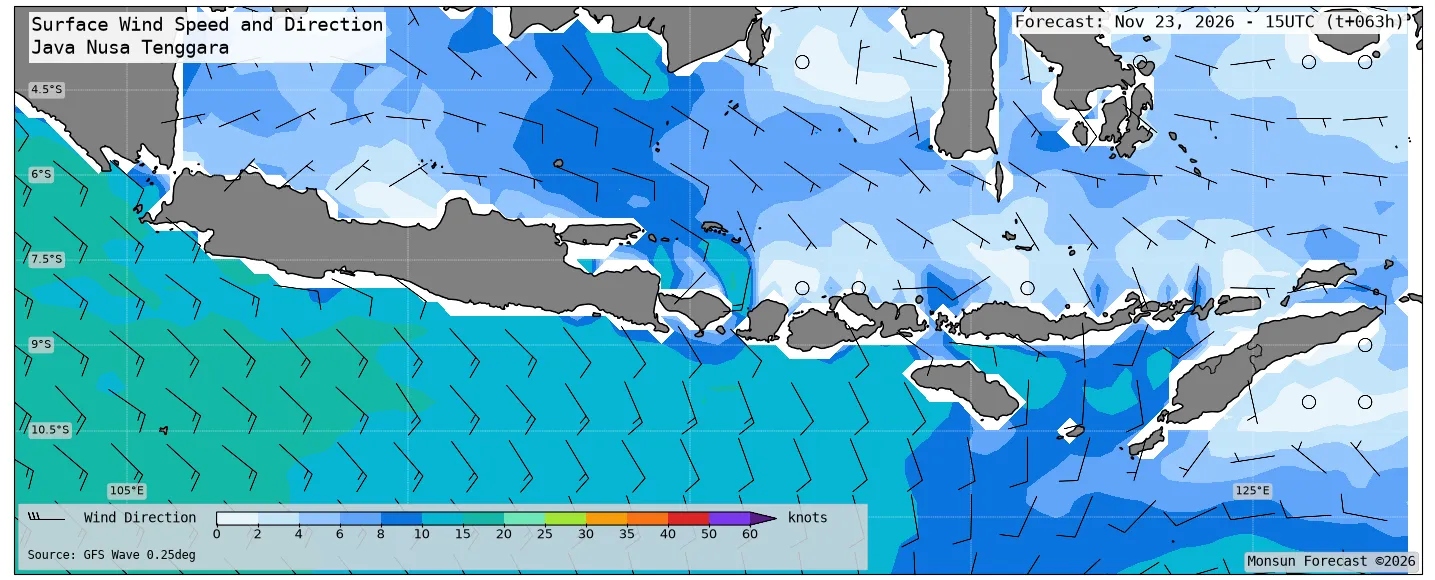 Surface Wind Speed and Direction
Java Nusa Tenggara
Forecast: Nov 23, 2026 - 15UTC (t+063h)
4.5°S
6°S
7.5°S
9°S
10.5°S
105°E
125°E
Wind Direction
0 2 4 6 8 10 15 20 25 30 35 40 50 60
knots
Source: GFS Wave 0.25deg
Monsun Forecast ©2026